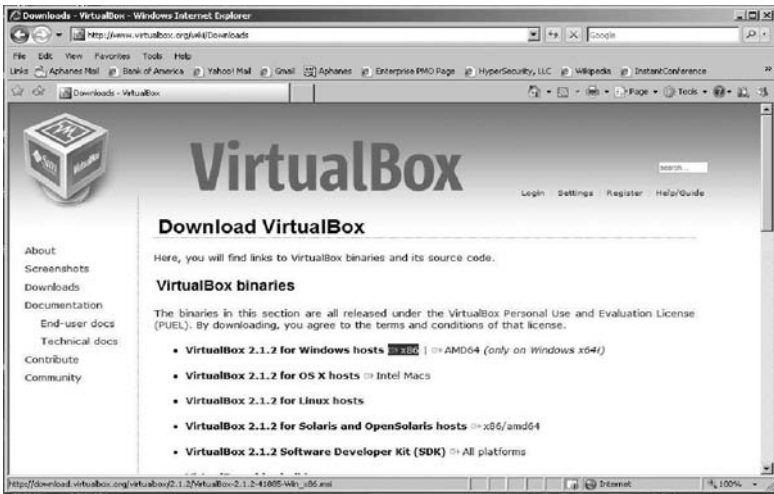 Downloads - VirtualBox - Windows Internet Explorer
http://www.virtualbox.org/wiki/Downloads
Google
File Edit View Favorites Tools Help
Links Aphanes Mail Bank of America Yahoo! Mail Gmail Aphanes Enterprise PMO Page HyperSecurity, LLC Wikipedia InstantConference
Downloads - VirtualBox
Page Tools
Sun VirtualBox
VirtualBox
search...
Login Settings Register Help/Guide
Download VirtualBox
Here, you will find links to VirtualBox binaries and its source code.
VirtualBox binaries
The binaries in this section are all released under the VirtualBox Personal Use and Evaluation License
(PUEL). By downloading, you agree to the terms and conditions of that license.
• VirtualBox 2.1.2 for Windows hosts x86 | AMD64 (only on Windows x64!)
• VirtualBox 2.1.2 for OS X hosts Intel Macs
• VirtualBox 2.1.2 for Linux hosts
• VirtualBox 2.1.2 for Solaris and OpenSolaris hosts x86/amd64
• VirtualBox 2.1.2 Software Developer Kit (SDK) All platforms
About
Screenshots
Downloads
Documentation
End-user docs
Technical docs
Contribute
Community
http://download.virtualbox.org/virtualbox/2.1.2/VirtualBox-2.1.2-41885-Win_x86.msi
Internet
100%